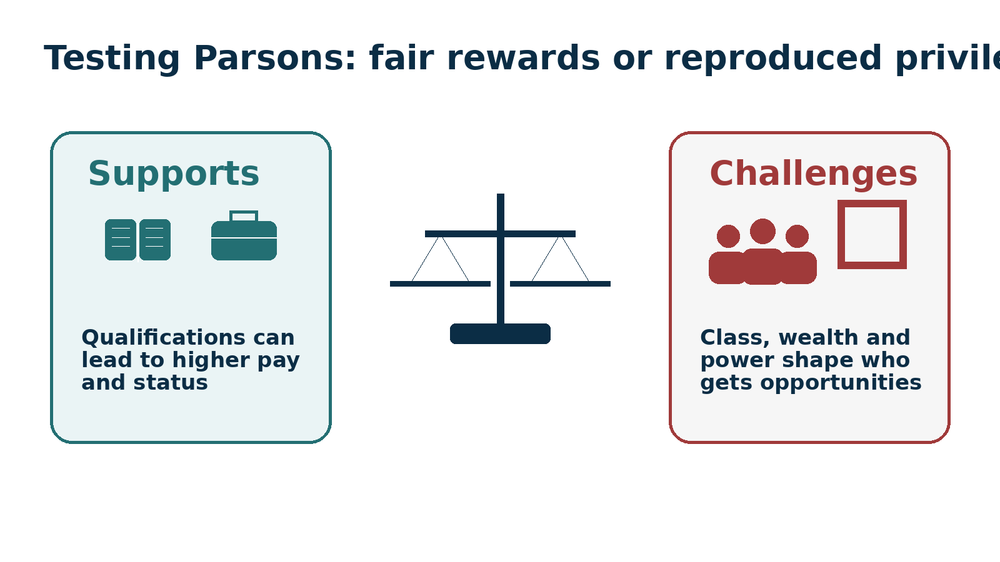 Testing Parsons: fair rewards or reproduced
Supports
Qualifications can
lead to higher pay
and status
Challenges
Class, wealth and
power shape who
gets opportunities